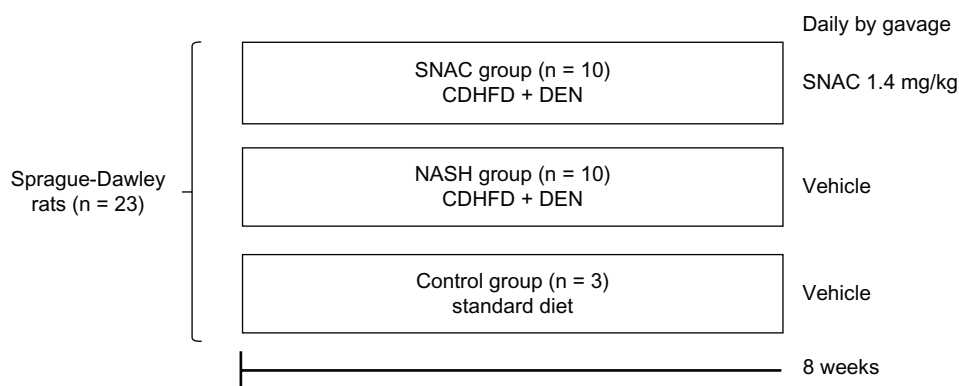 Daily by gavage
SNAC group (n = 10)
CDHFD + DEN
SNAC 1.4 mg/kg
Sprague-Dawley
rats (n = 23)
NASH group (n = 10)
CDHFD + DEN
Vehicle
Control group (n = 3)
standard diet
Vehicle
8 weeks